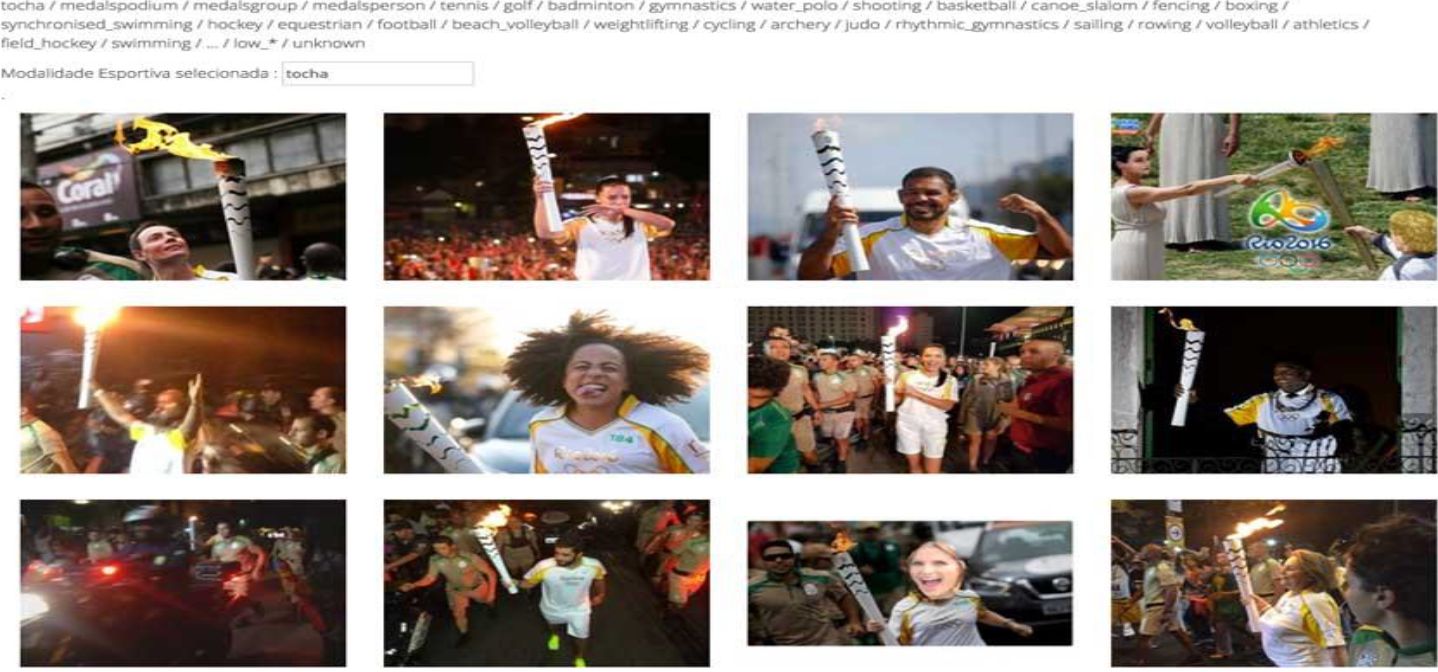 tocha / medalspodium / medalsgroup / medalsperson / tennis / golf / badminton / gymnastics / water_polo / shooting / basketball / canoe_slalom / fencing / boxing /
synchronised_swimming / hockey / equestrian / football / beach_volleyball / weightlifting / cycling / archery / judo / rhythmic_gymnastics / sailing / rowing / volleyball / athletics /
field_hockey / swimming / ... / low_* / unknown
Modalidade Esportiva selecionada : tocha
.
Coral
Rio2016
184